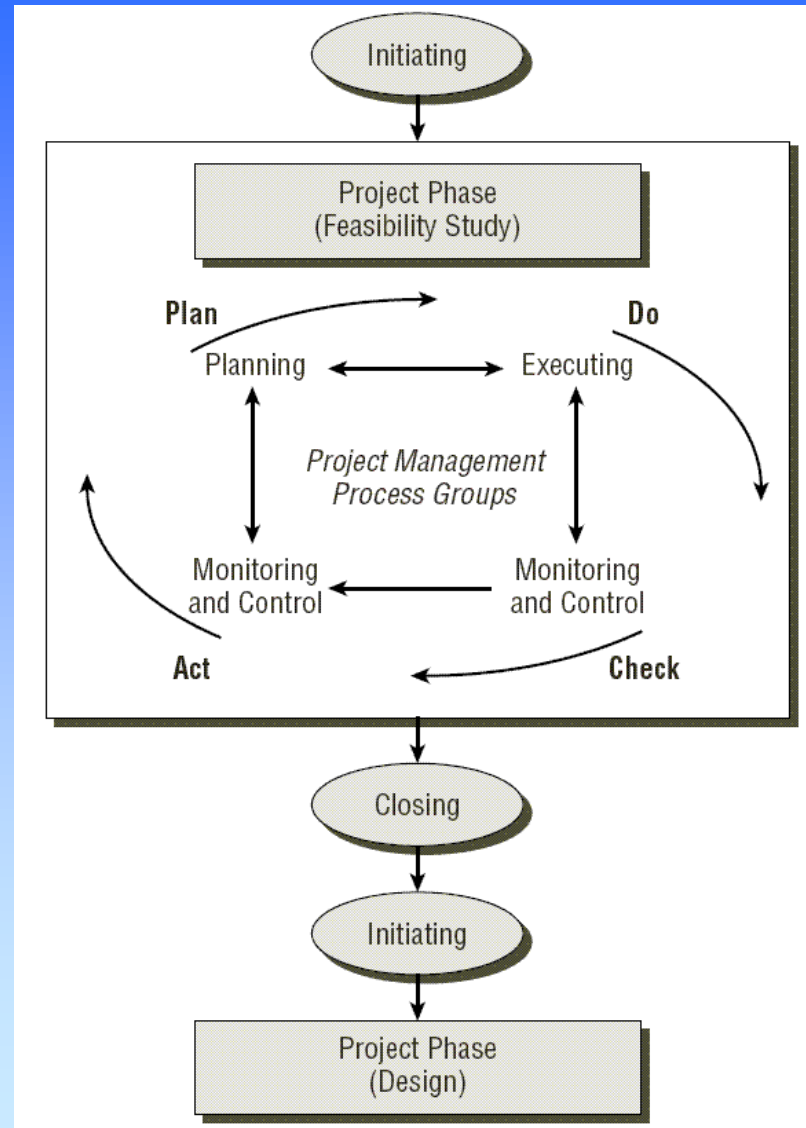 Initiating
Project Phase
(Feasibility Study)
Plan
Do
Planning
Executing
Project Management
Process Groups
Monitoring
and Control
Monitoring
and Control
Act
Check
Closing
Initiating
Project Phase
(Design)